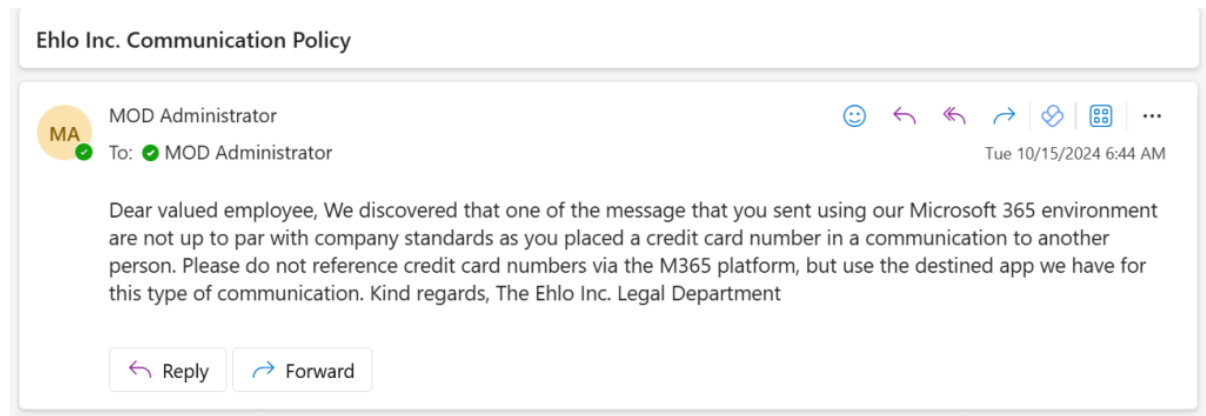 Ehlo Inc. Communication Policy
MOD Administrator
MA
To: MOD Administrator
Tue 10/15/2024 6:44 AM
Dear valued employee, We discovered that one of the message that you sent using our Microsoft 365 environment
are not up to par with company standards as you placed a credit card number in a communication to another
person. Please do not reference credit card numbers via the M365 platform, but use the destined app we have for
this type of communication. Kind regards, The Ehlo Inc. Legal Department
Reply
Forward